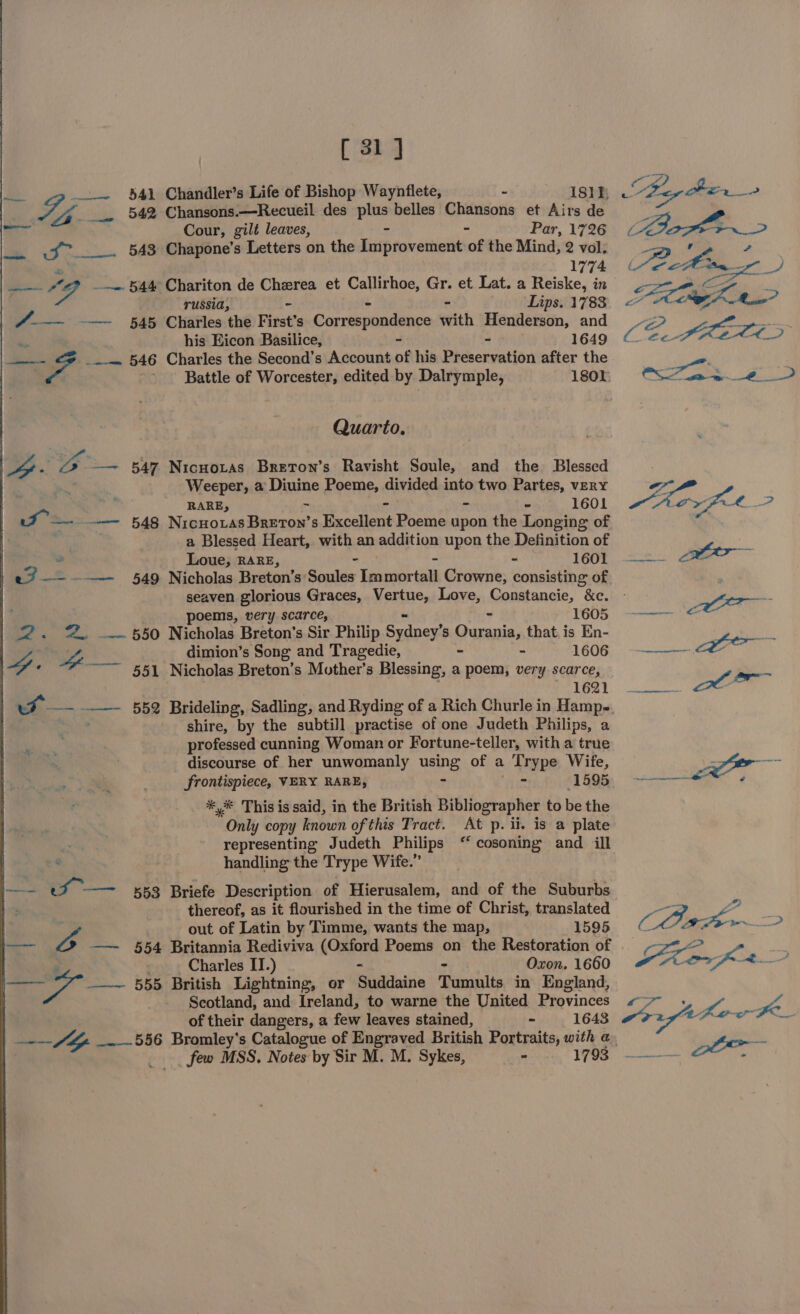 [ 31 ]
541 Chandler's Life of Bishop Waynflete, - 1811
542 Chansons.—Recueil des plus belles Chansons et Airs de
Cour, gilt leaves, - - Par, 1726
543 Chapone's Letters on the Improvement of the Mind, 2 vol.
1774
544 Chariton de Chærea et Callirhoe, Gr. et Lat. a Reiske, in
russia, - - - Lips. 1783
545 Charles the First's Correspondence with Henderson, and
his Eicon Basilice, - - 1649
546 Charles the Second's Account of his Preservation after the
Battle of Worcester, edited by Dalrymple, 1801
Quarto.
547 Nicholas Breton's Ravisht Soule, and the Blessed
Weeper, a Diuine Poeme, divided into two Partes, very
rare, - - - - 1601
548 Nicholas Breton's Excellent Poeme upon the Longing of
a Blessed Heart, with an addition upon the Definition of
Loue, rare, - - - 1601
549 Nicholas Breton's Soules Immortall Crowne, consisting of
seaven glorious Graces, Vertue, Love, Constancie, &c.
poems, very scarce, - - 1605
550 Nicholas Breton's Sir Philip Sydney's Ourania, that is En-
dimion's Song and Tragedie, - - 1606
551 Nicholas Breton's Mother's Blessing, a poem, very scarce,
1621
552 Brideling, Sadling, and Ryding of a Rich Churle in Hamp-
shire, by the subtill practise of one Judeth Philips, a
professed cunning Woman or Fortune-teller, with a true
discourse of her unwomanly using of a Trype Wife,
frontispiece, very rare, - - 1595
*** This is said, in the British Bibliographer to be the
Only copy known of this Tract. At p. ii. is a plate
representing Judeth Philips "cosoning and ill
handling the Trype Wife."
553 Briefe Description of Hierusalem, and of the Suburbs
thereof, as it flourished in the time of Christ, translated
out of Latin by Timme, wants the map, 1595
554 Britannia Rediviva (Oxford Poems on the Restoration of
Charles II.) - - Oxon. 1660
555 British Lightning, or Suddaine Tumults in England,
Scotland, and Ireland, to warne the United Provinces
of their dangers, a few leaves stained, - 1643
556 Bromley's Catalogue of Engraved British Portraits, with a
few MSS. Notes by Sir M. M. Sykes, - 1793